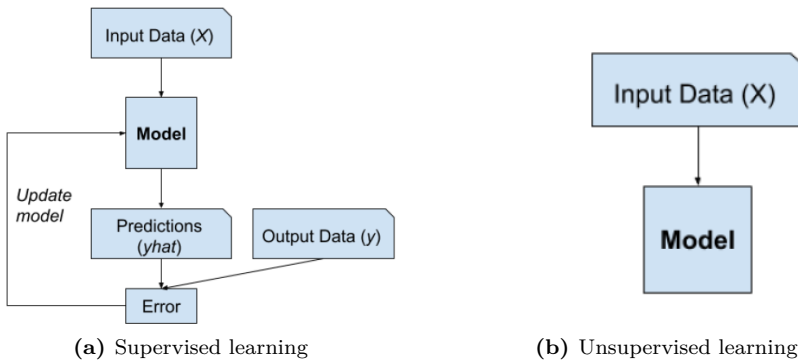 Input Data (X)
Model
Update
model
Predictions
(yhat)
Output Data (y)
Error
(a) Supervised learning
Input Data (X)
Model
(b) Unsupervised learning